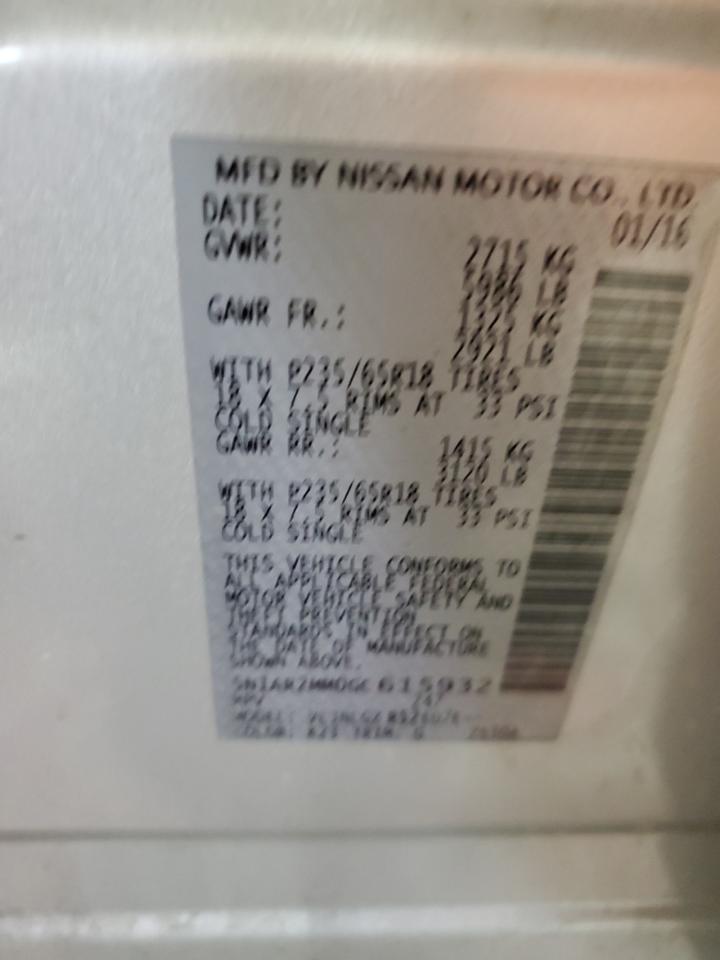 MFD BY NISSAN MOTOR CO., LTD.
DATE: 01/16
GVWR: 2715 KG
5986 LB
GAWR FR.: 1325 KG
2921 LB
WITH P235/65R18 TIRES
18 X 7.5 RIMS AT 33 PSI
COLD SINGLE
GAWR RR.: 1415 KG
3120 LB
WITH P235/65R18 TIRES
18 X 7.5 RIMS AT 33 PSI
COLD SINGLE
THIS VEHICLE CONFORMS TO
ALL APPLICABLE FEDERAL
MOTOR VEHICLE SAFETY AND
THEFT PREVENTION
STANDARDS IN EFFECT ON
THE DATE OF MANUFACTURE
SHOWN ABOVE.
615932
MPV
MODEL:
COLOR: TRIM: